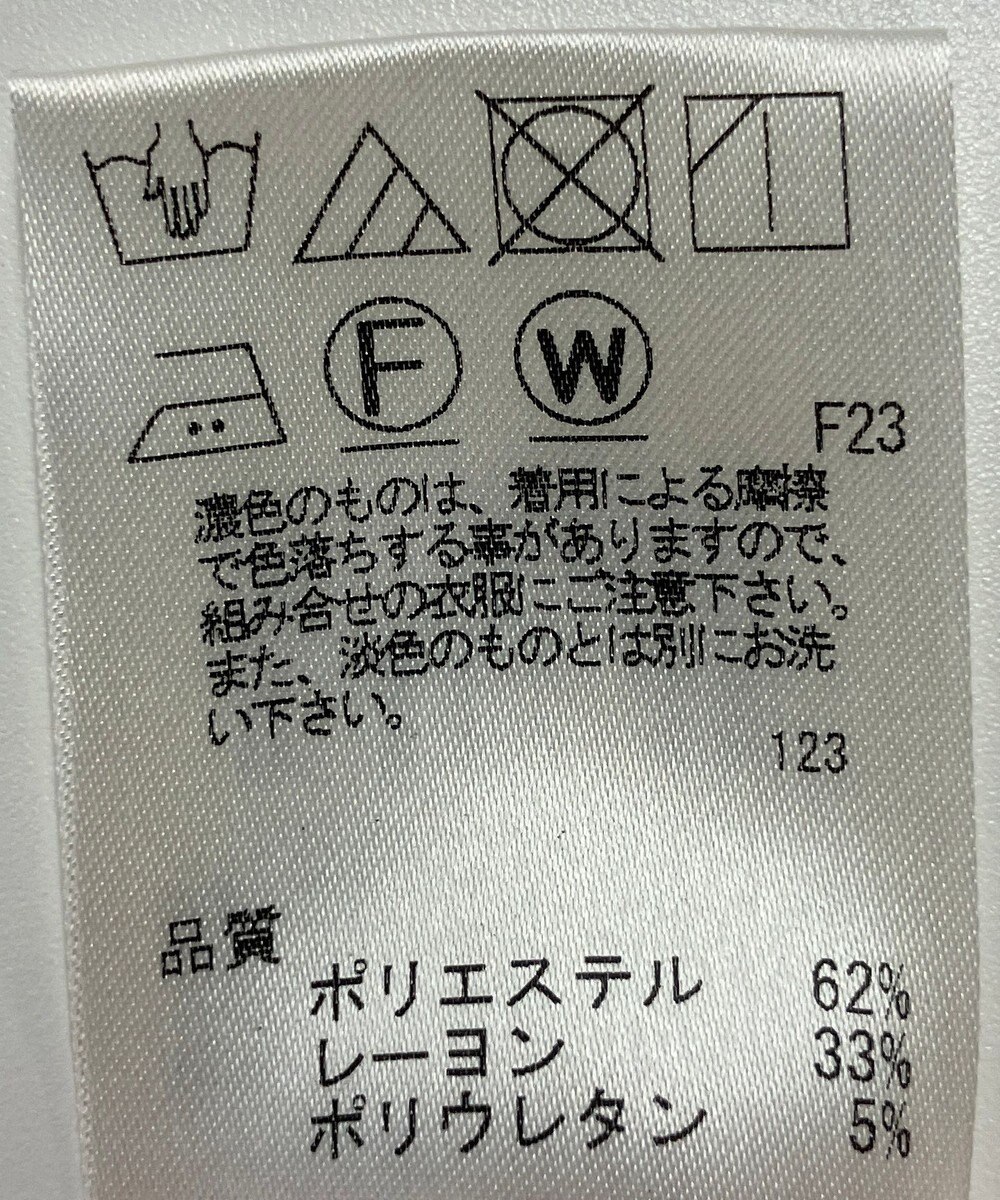 F W F23
濃色のものは、着用による摩擦
で色落ちする事がありますので、
組み合せの衣服にご注意下さい。
また、淡色のものとは別にお洗
い下さい。
123
品質
ポリエステル 62%
レーヨン 33%
ポリウレタン 5%